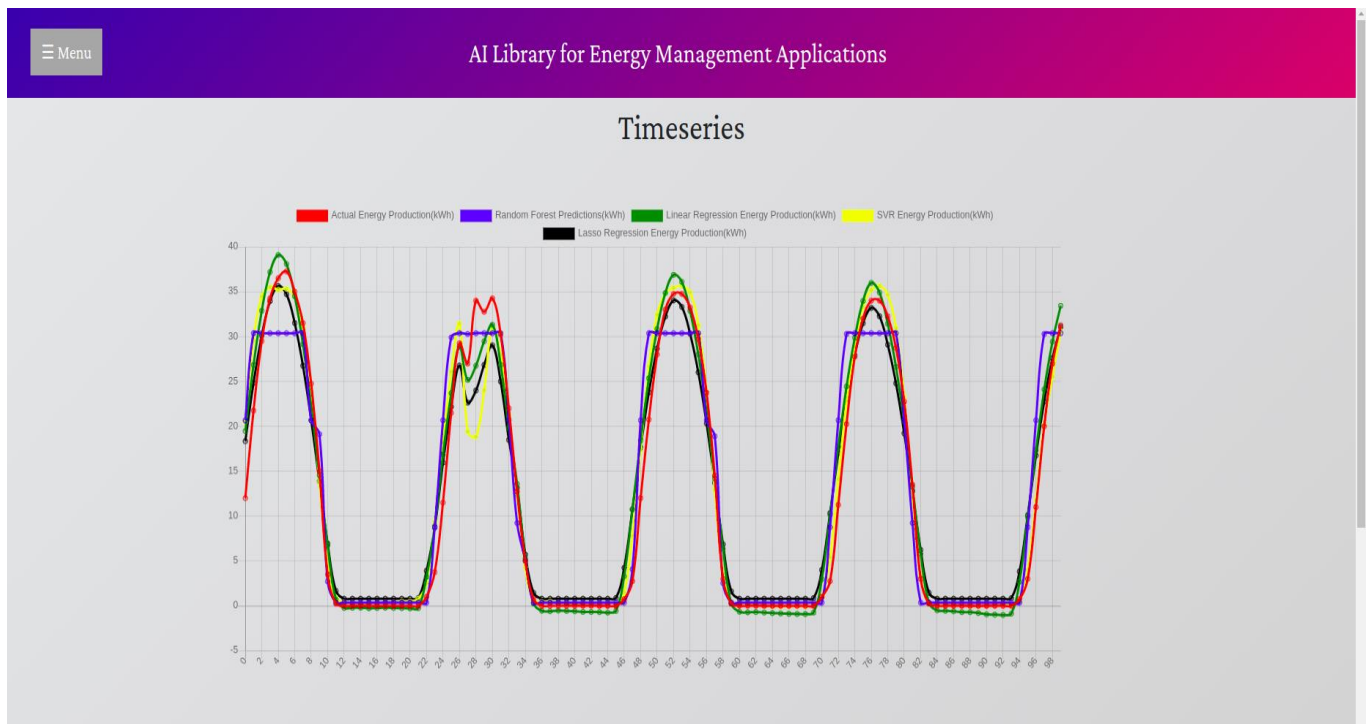 ☰ Menu
AI Library for Energy Management Applications
Timeseries
Actual Energy Production(kWh) Random Forest Predictions(kWh) Linear Regression Energy Production(kWh) SVR Energy Production(kWh)
Lasso Regression Energy Production(kWh)
40
35
30
25
20
15
10
5
0
-5
0 2 4 6 8 10 12 14 16 18 20 22 24 26 28 30 32 34 36 38 40 42 44 46 48 50 52 54 56 58 60 62 64 66 68 70 72 74 76 78 80 82 84 86 88 90 92 94 96 98